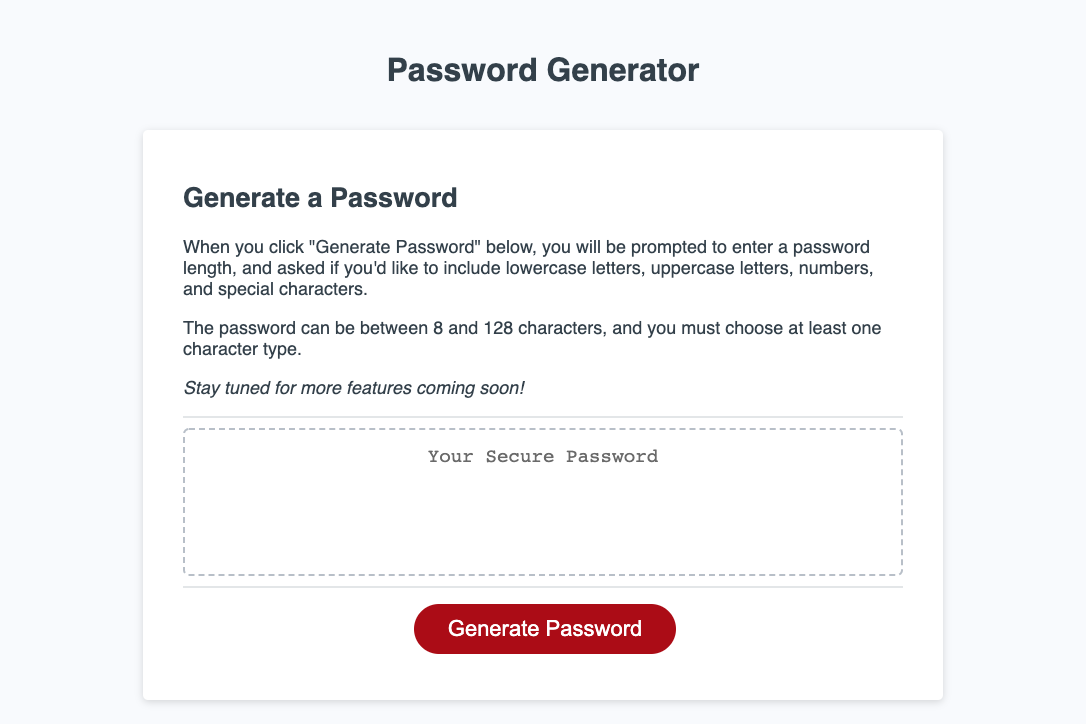 Password Generator
Generate a Password
When you click "Generate Password" below, you will be prompted to enter a password
length, and asked if you'd like to include lowercase letters, uppercase letters, numbers,
and special characters.
The password can be between 8 and 128 characters, and you must choose at least one
character type.
Stay tuned for more features coming soon!
Your Secure Password
Generate Password